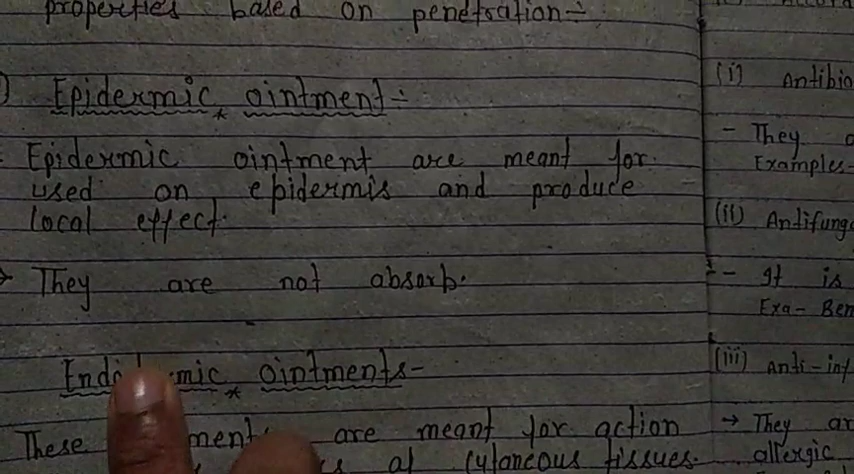 properties based on penetration:-
Epidermic ointment:-
Epidermic ointment are meant for
used on epidermis and produce
local effect.
→ They are not absorb.
ointments-
These are meant for action
of cutaneous tissues.
(i) Antibio
- They a
Examples-
(ii) Antifung
- It is
Exa- Ben
(iii) Anti-inf
→ They ar
allergic